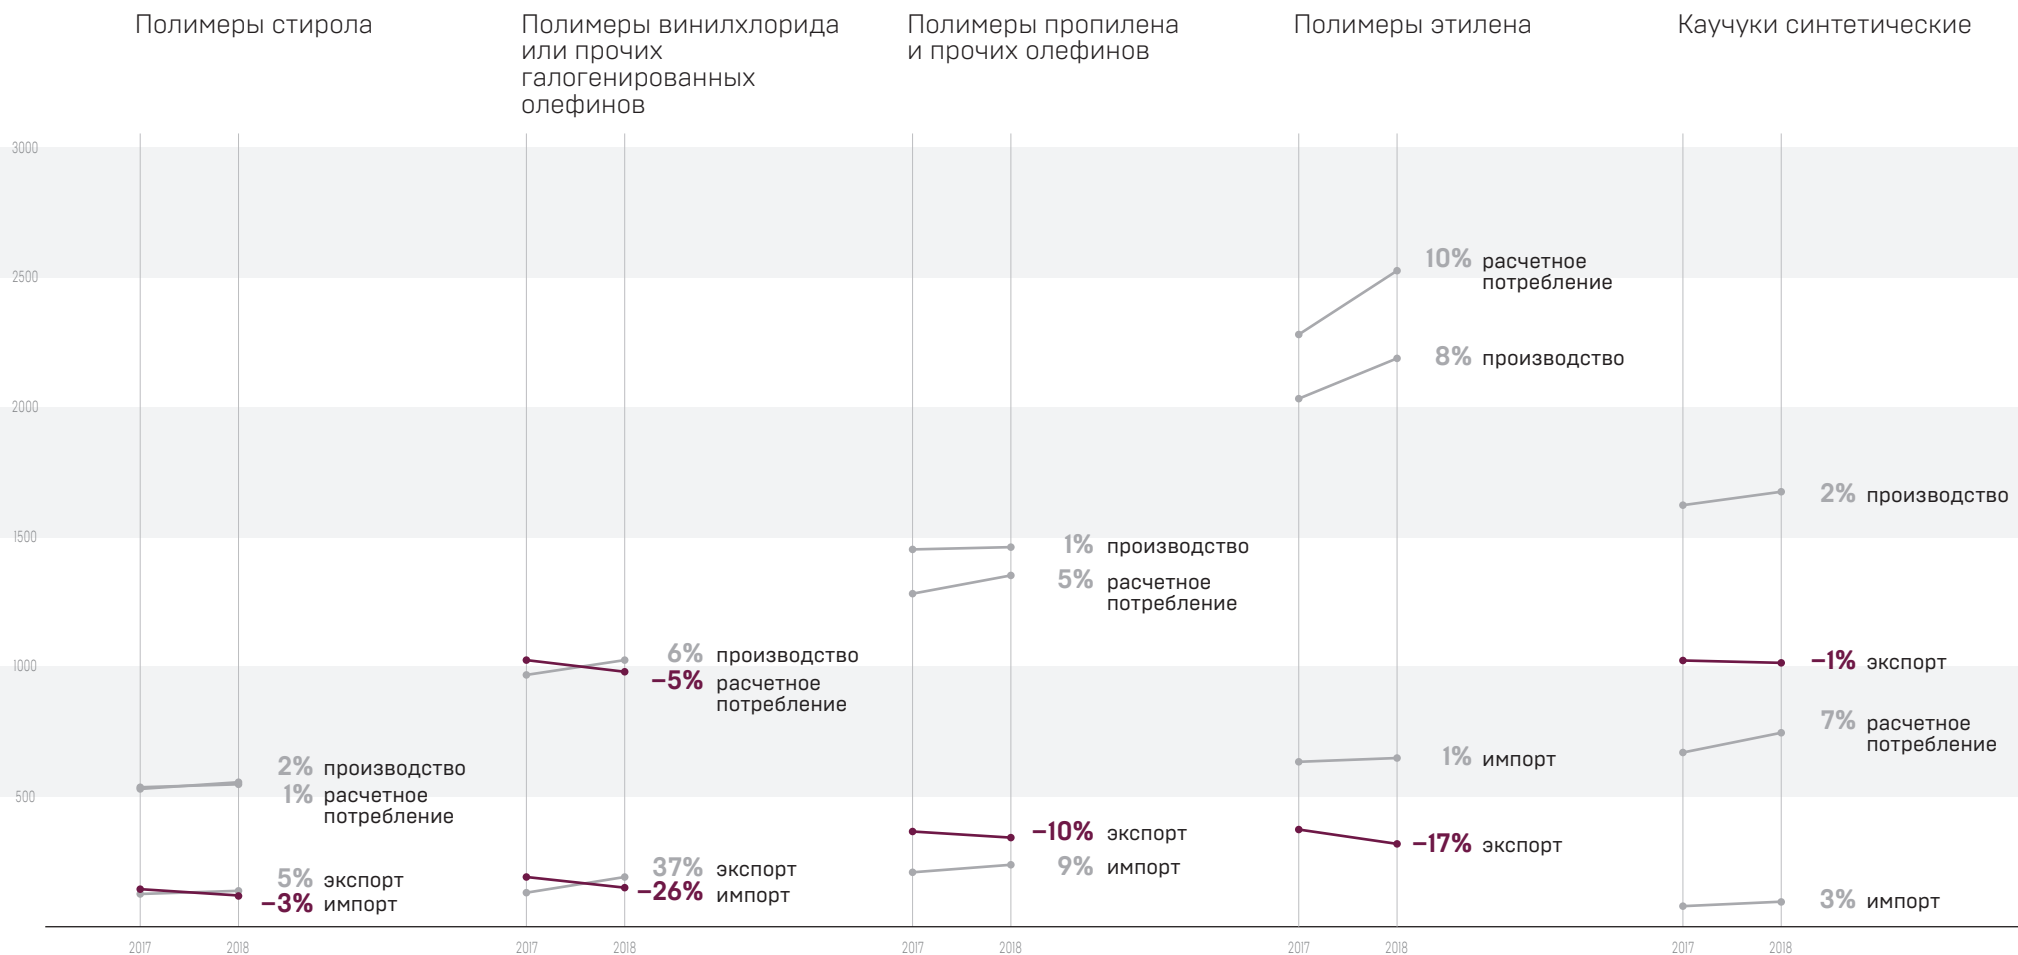 Полимеры стирола
Полимеры винилхлорида
или прочих
галогенированных
олефинов
Полимеры пропилена
и прочих олефинов
Полимеры этилена
Каучуки синтетические
3000
2500
2000
1500
1000
500
2% производство
1% расчетное
потребление
5% экспорт
–3% импорт
2017 2018
6% производство
–5% расчетное
потребление
37% экспорт
–26% импорт
2017 2018
1% производство
5% расчетное
потребление
–10% экспорт
9% импорт
2017 2018
10% расчетное
потребление
8% производство
1% импорт
–17% экспорт
2017 2018
2% производство
–1% экспорт
7% расчетное
потребление
3% импорт
2017 2018